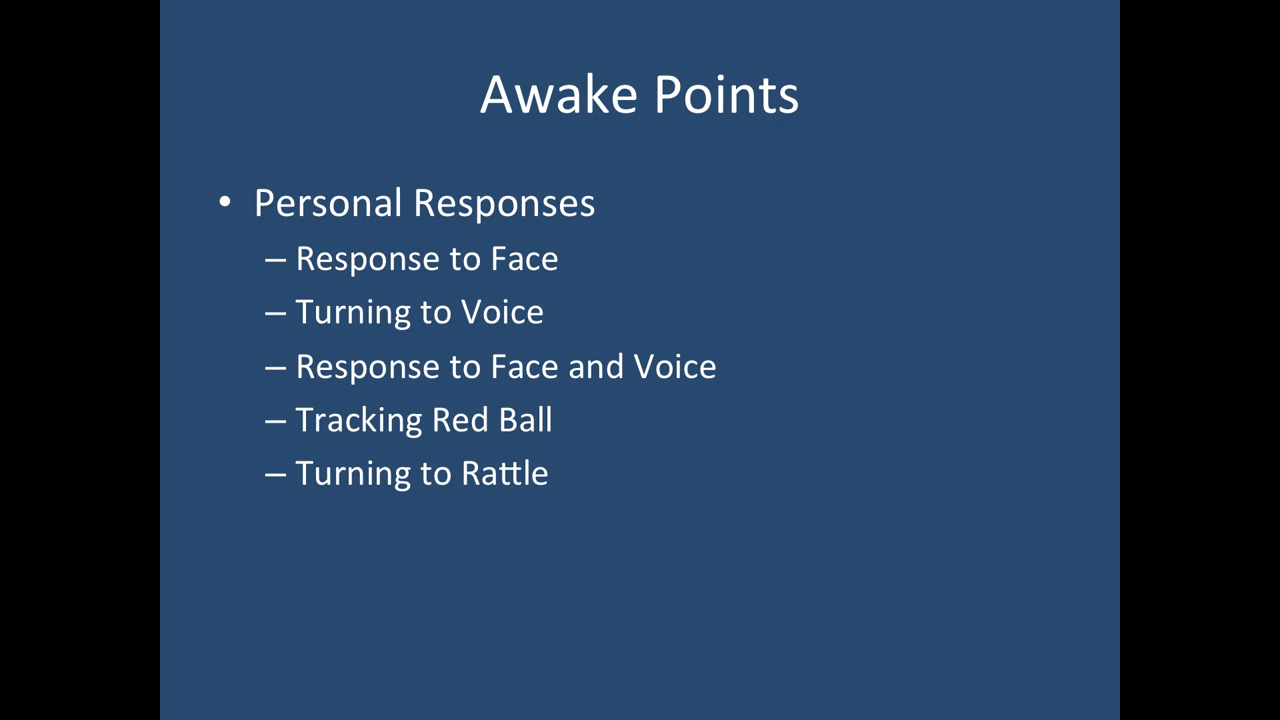 Awake Points
• Personal Responses
– Response to Face
– Turning to Voice
– Response to Face and Voice
– Tracking Red Ball
– Turning to Rattle